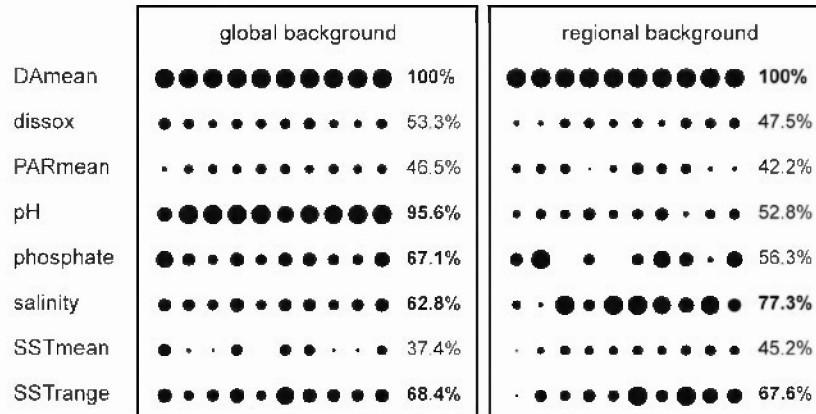 global background regional background
DAmean 100% 100%
dissox 53.3% 47.5%
PARmean 46.5% 42.2%
pH 95.6% 52.8%
phosphate 67.1% 56.3%
salinity 62.8% 77.3%
SSTmean 37.4% 45.2%
SSTrange 68.4% 67.6%